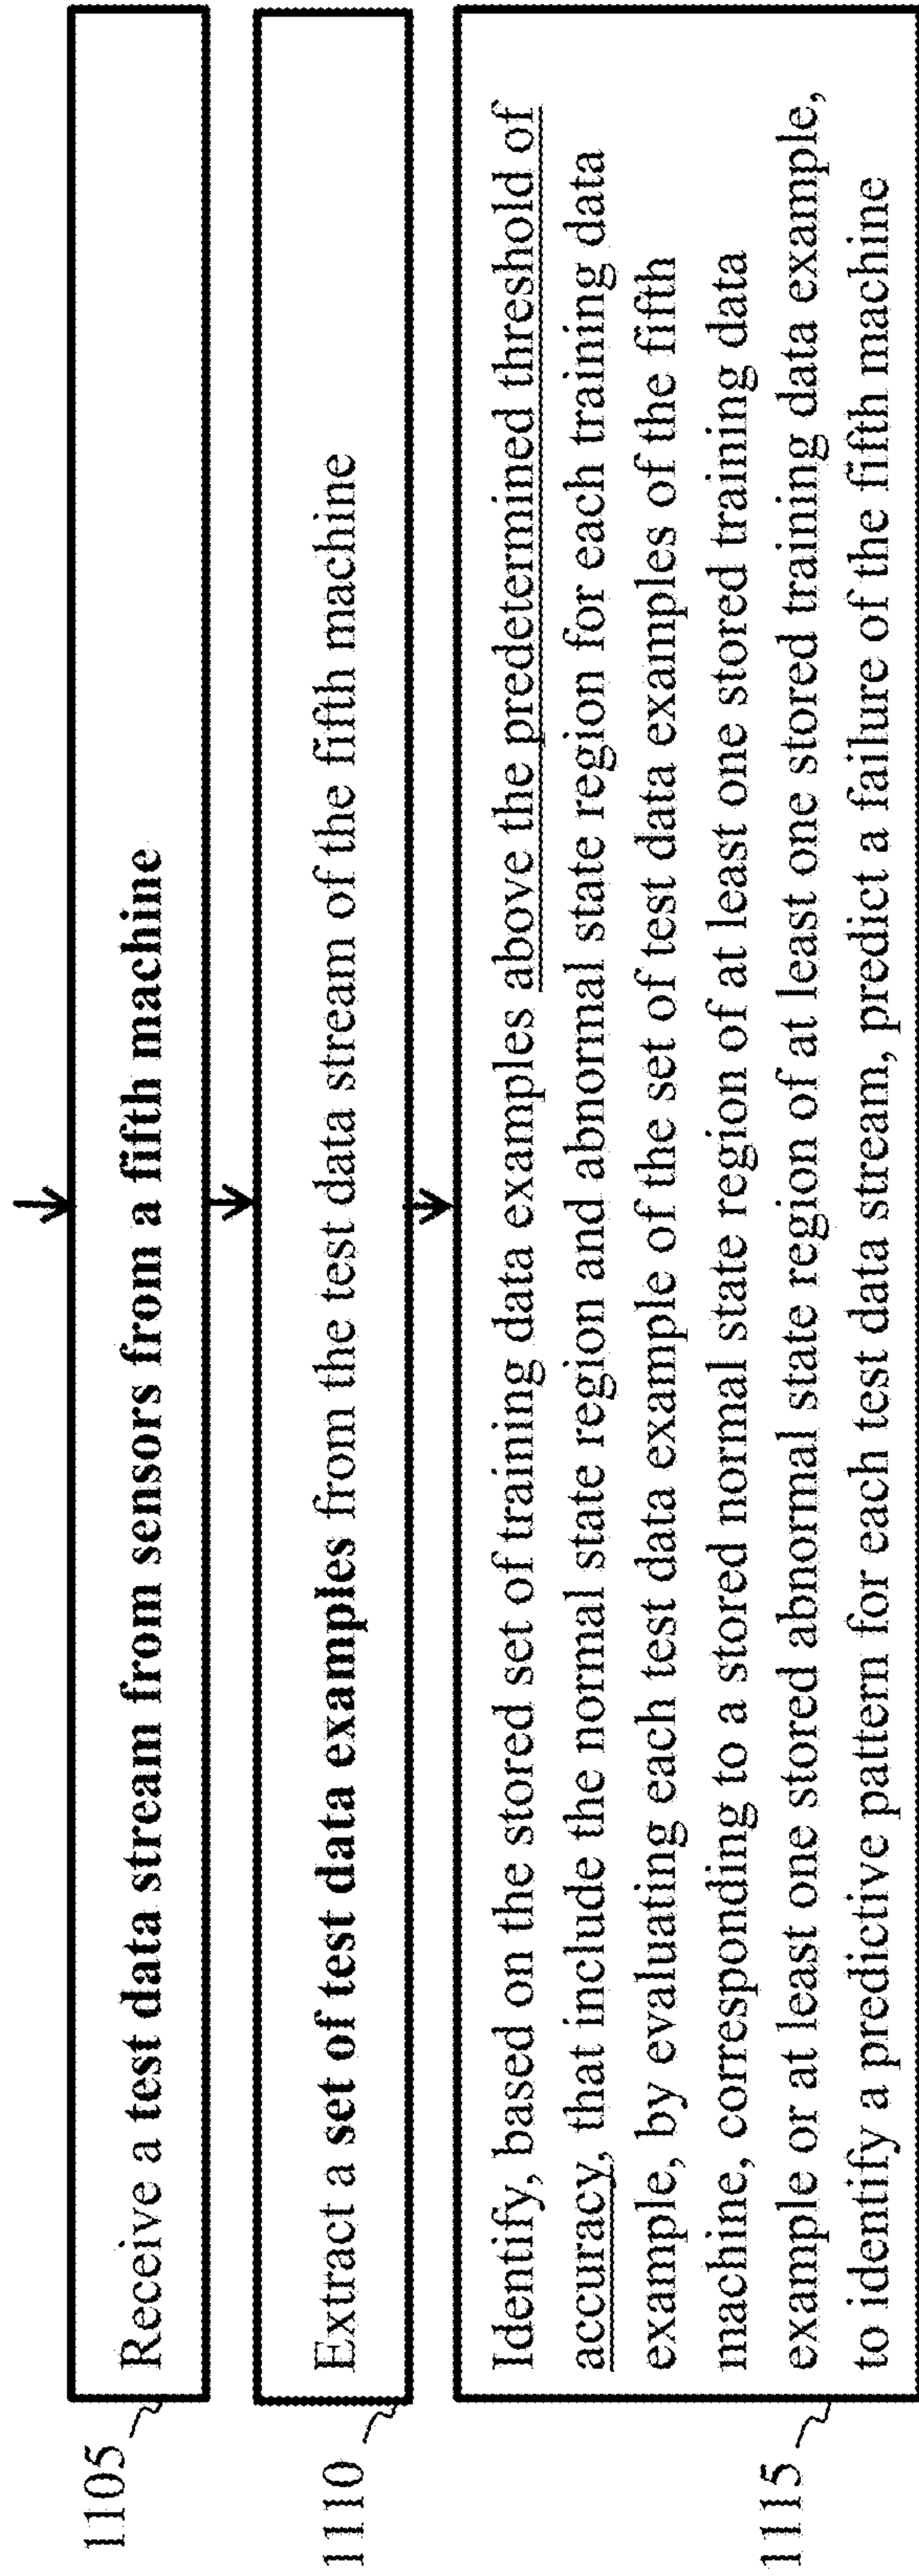 1105
Receive a test data stream from sensors from a fifth machine
1110
Extract a set of test data examples from the test data stream of the fifth machine
1115
Identify, based on the stored set of training data examples above the predetermined threshold of
accuracy, that include the normal state region and abnormal state region for each training data
example, by evaluating each test data example of the set of test data examples of the fifth
machine, corresponding to a stored normal state region of at least one stored training data
example or at least one stored abnormal state region of at least one stored training data example,
to identify a predictive pattern for each test data stream, predict a failure of the fifth machine